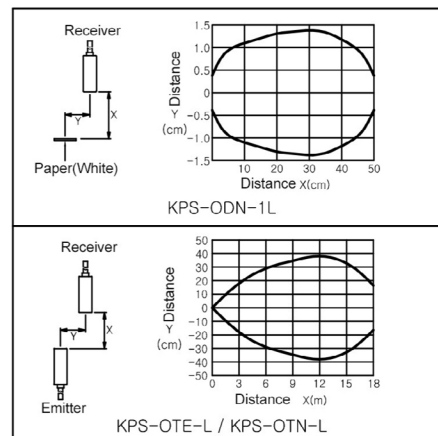 Receiver
Y
X
Paper(White)
Y Distance
(cm)
1.5
1.0
0.5
0
-0.5
-1.0
-1.5
10 20 30 40 50
Distance X(cm)
KPS-ODN-1L
Receiver
Y
X
Emitter
Y Distance
(cm)
50
40
30
20
10
0
-10
-20
-30
-40
-50
0 3 6 9 12 15 18
Distance X(m)
KPS-OTE-L / KPS-OTN-L